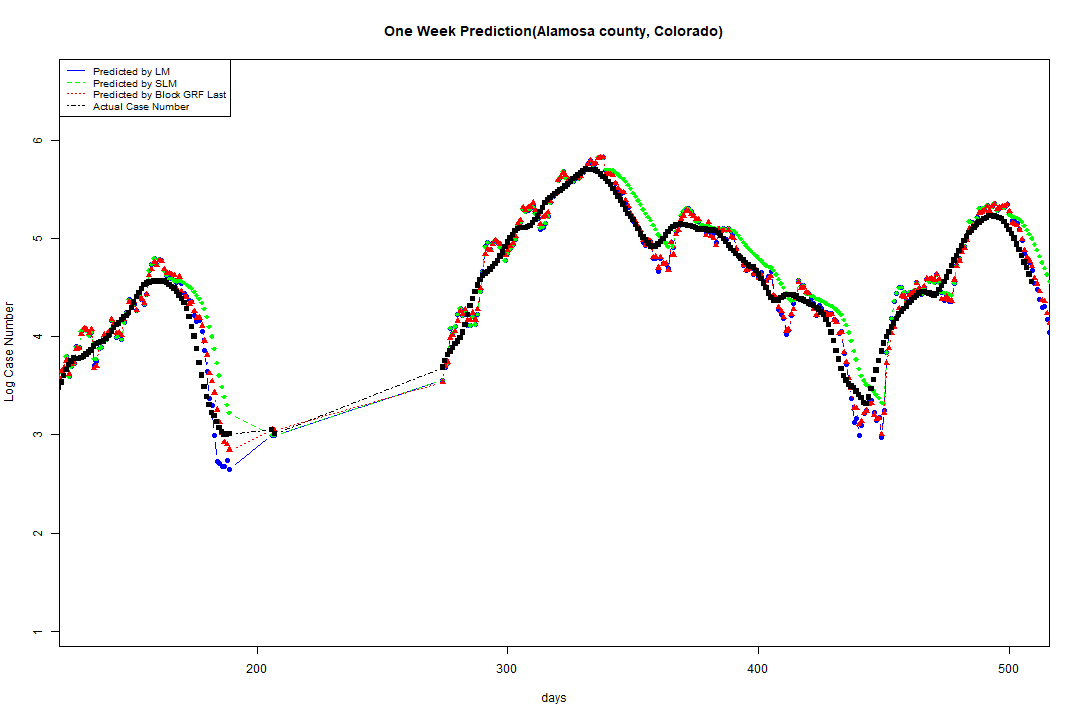 One Week Prediction(Alamosa county, Colorado)
Predicted by LM
Predicted by SLM
Predicted by Block GRF Last
Actual Case Number
6
5
4
3
2
1
Log Case Number
200 300 400 500
days